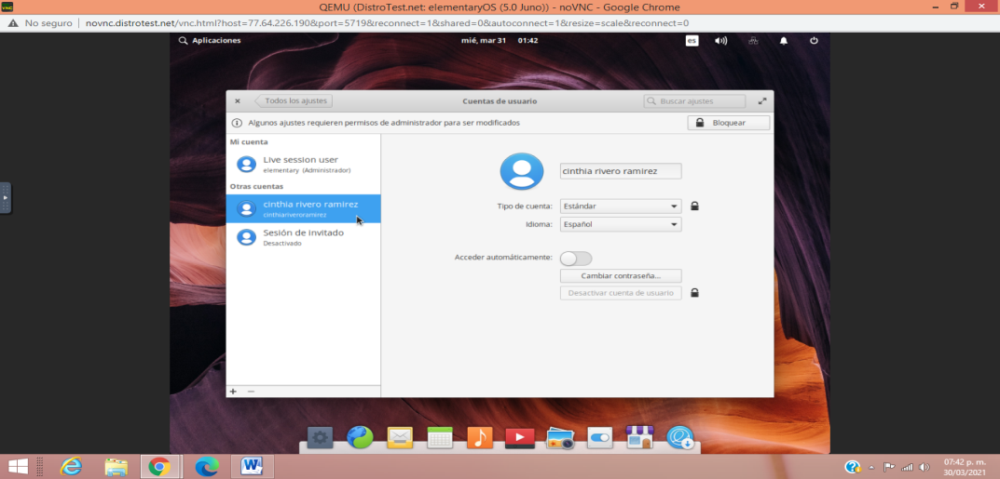 QEMU (DistroTest.net: elementaryOS (5.0 Juno)) - noVNC - Google Chrome
No seguro | novnc.distrotest.net/vnc.html?host=77.64.226.190&port=5719&reconnect=1&shared=0&autoconnect=1&resize=scale&reconnect=0
Aplicaciones
mié, mar 31 01:42
es
Todos los ajustes
Cuentas de usuario
Buscar ajustes
Algunos ajustes requieren permisos de administrador para ser modificados
Bloquear
Mi cuenta
Live session user
elementary (Administrador)
Otras cuentas
cinthia rivero ramirez
cinthiariveroramirez
Sesión de invitado
Desactivado
cinthia rivero ramirez
Tipo de cuenta: Estándar
Idioma: Español
Acceder automáticamente:
Cambiar contraseña...
Desactivar cuenta de usuario
07:42 p. m.
30/03/2021